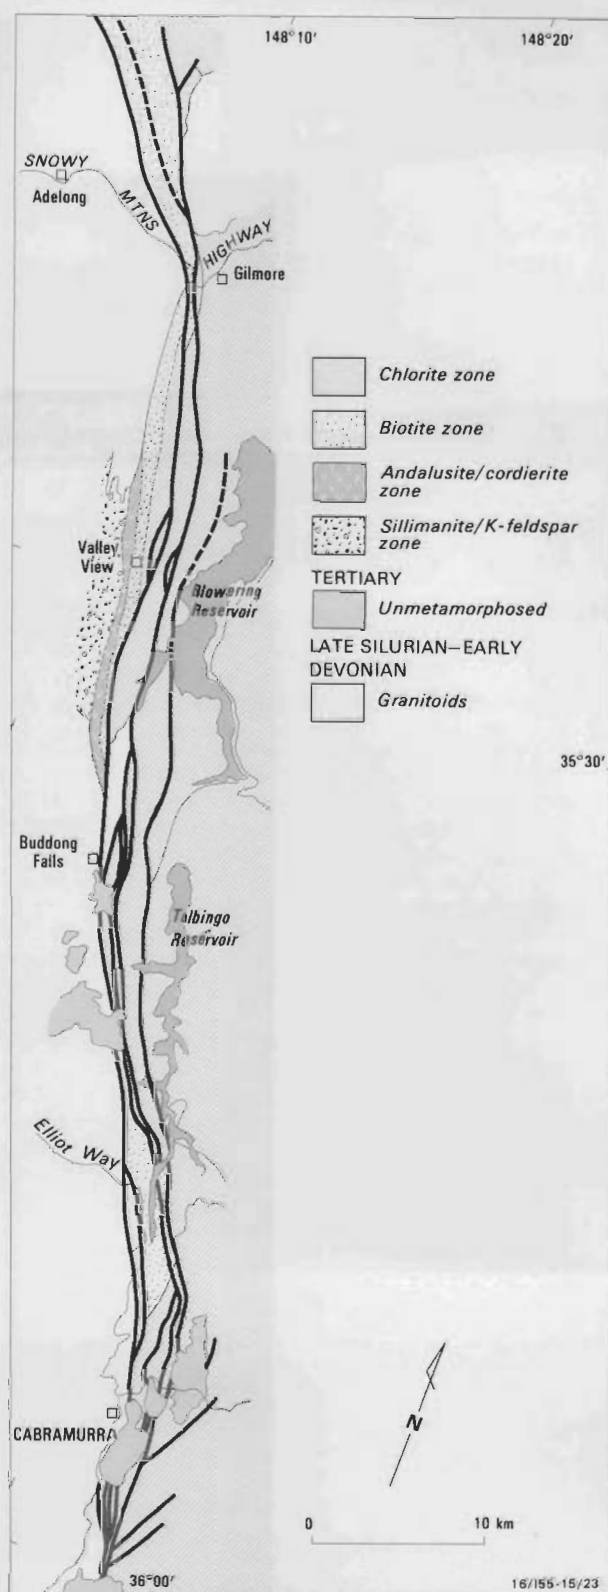 148°10'
148°20'
SNOWY
Adelong
MTNS
HIGHWAY
Gilmore
Chlorite zone
Biotite zone
Andalusite/cordierite
zone
Sillimanite/K-feldspar
zone
Valley
View
TERTIARY
Blowering
Reservoir
Unmetamorphosed
LATE SILURIAN—EARLY
DEVONIAN
Granitoids
35°30'
Buddong
Falls
Talbingo
Reservoir
Elliot Way
N
CABRAMURRA
0
10 km
36°00'
16/I55-15/23